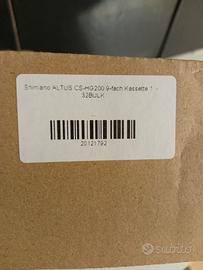 Shimano ALTUS CS-HG200 9-fach Kassette 1 -
32BULK
20121792
subito